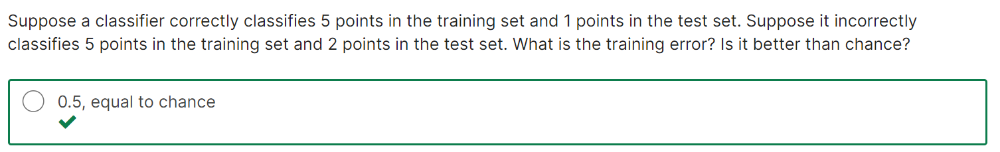 Suppose a classifier correctly classifies 5 points in the training set and 1 points in the test set. Suppose it incorrectly
classifies 5 points in the training set and 2 points in the test set. What is the training error? Is it better than chance?
0.5, equal to chance